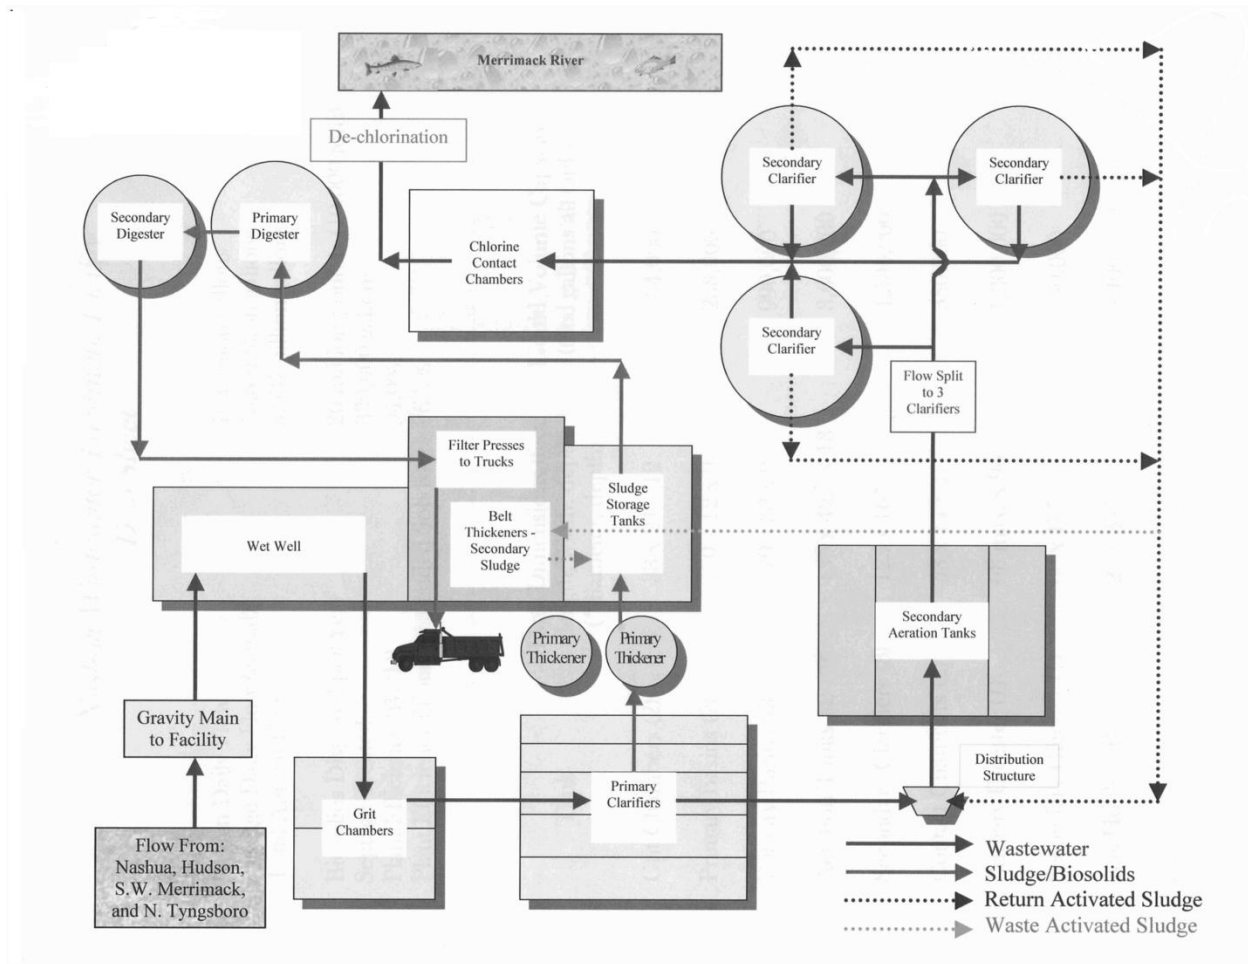 Merrimack River
De-chlorination
Secondary
Clarifier
Secondary
Clarifier
Secondary
Digester
Primary
Digester
Chlorine
Contact
Chambers
Secondary
Clarifier
Flow Split
to 3
Clarifiers
Filter Presses
to Trucks
Sludge
Storage
Tanks
Belt
Thickeners -
Secondary
Sludge
Wet Well
Secondary
Aeration Tanks
Primary
Thickener
Primary
Thickener
Gravity Main
to Facility
Distribution
Structure
Primary
Clarifiers
Grit
Chambers
Flow From:
Nashua, Hudson,
S.W. Merrimack,
and N. Tyngsboro
Wastewater
Sludge/Biosolids
Return Activated Sludge
Waste Activated Sludge